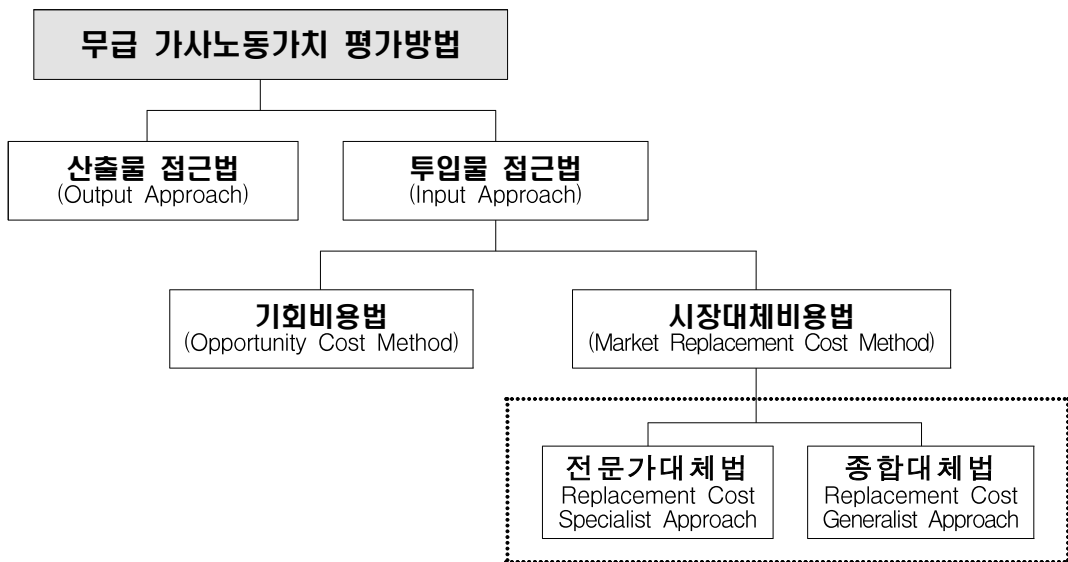 무급 가사노동가치 평가방법
산출물 접근법
(Output Approach)
투입물 접근법
(Input Approach)
기회비용법
(Opportunity Cost Method)
시장대체비용법
(Market Replacement Cost Method)
전문가대체법
Replacement Cost
Specialist Approach
종합대체법
Replacement Cost
Generalist Approach